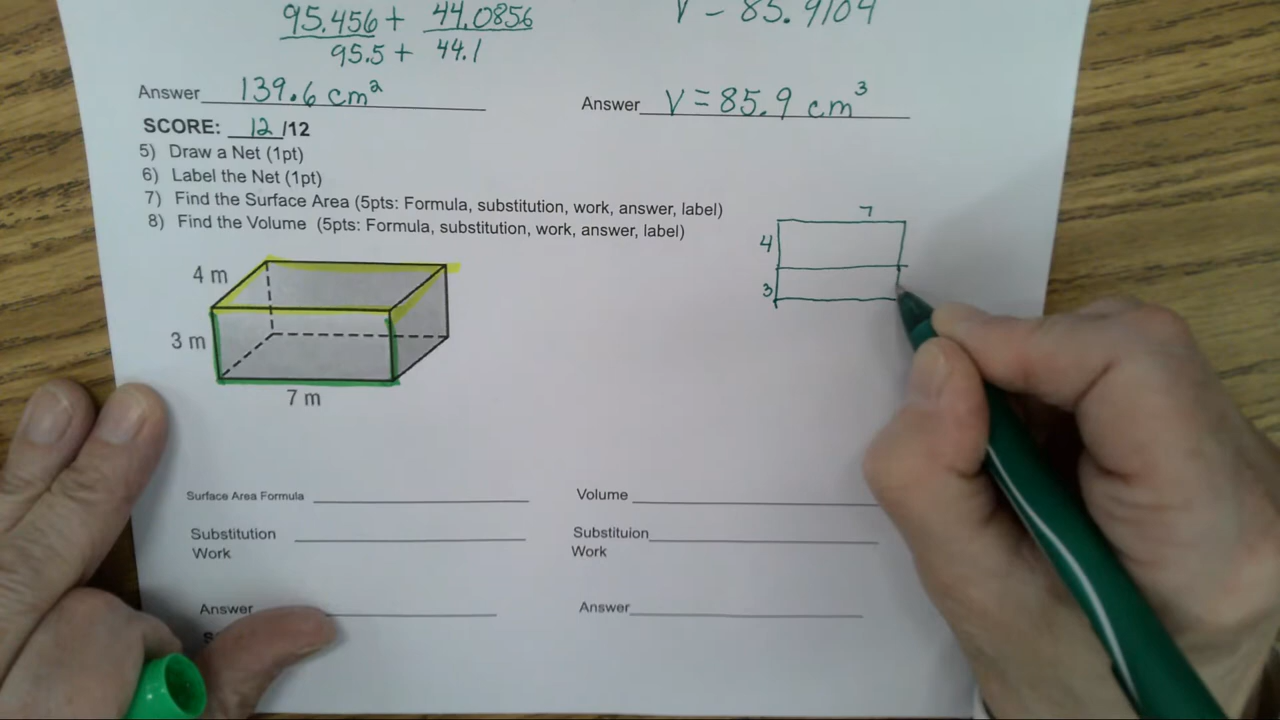 95.456 + 44.0856
V - 85.9104
95.5 + 44.1
Answer 139.6 cm²
Answer V = 85.9 cm³
SCORE: 12 /12
5) Draw a Net (1pt)
6) Label the Net (1pt)
7) Find the Surface Area (5pts: Formula, substitution, work, answer, label)
8) Find the Volume (5pts: Formula, substitution, work, answer, label)
7
4
3
4 m
3 m
7 m
Surface Area Formula
Volume
Substitution
Substituion
Work
Work
Answer
Answer